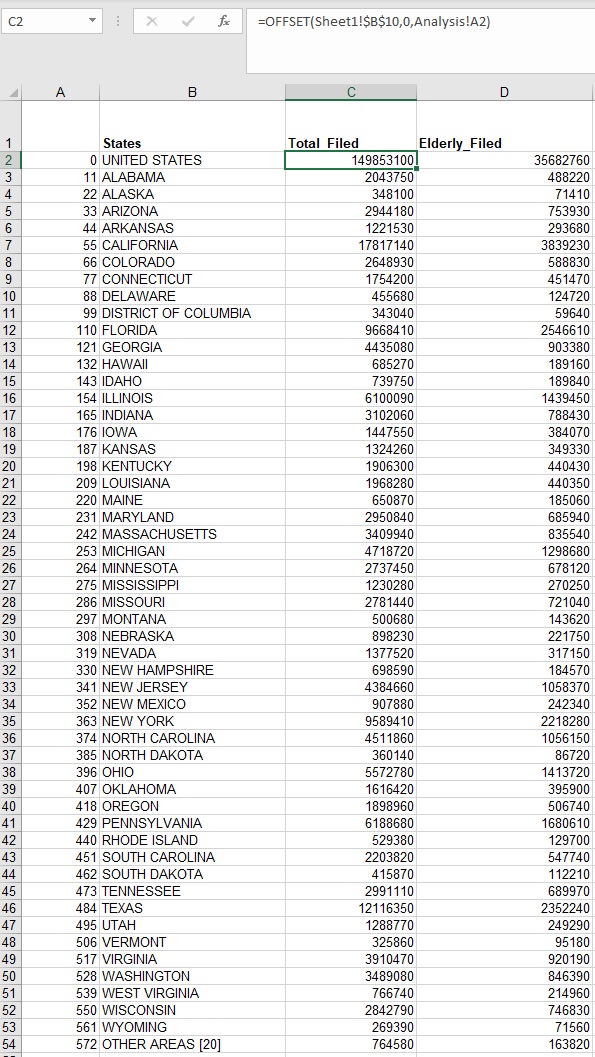 C2 fx =OFFSET(Sheet1!$B$10,0,Analysis!A2)
A B C D
1 States Total_Filed Elderly_Filed
2 0 UNITED STATES 149853100 35682760
3 11 ALABAMA 2043750 488220
4 22 ALASKA 348100 71410
5 33 ARIZONA 2944180 753930
6 44 ARKANSAS 1221530 293680
7 55 CALIFORNIA 17817140 3839230
8 66 COLORADO 2648930 588830
9 77 CONNECTICUT 1754200 451470
10 88 DELAWARE 455680 124720
11 99 DISTRICT OF COLUMBIA 343040 59640
12 110 FLORIDA 9668410 2546610
13 121 GEORGIA 4435080 903380
14 132 HAWAII 685270 189160
15 143 IDAHO 739750 189840
16 154 ILLINOIS 6100090 1439450
17 165 INDIANA 3102060 788430
18 176 IOWA 1447550 384070
19 187 KANSAS 1324260 349330
20 198 KENTUCKY 1906300 440430
21 209 LOUISIANA 1968280 440350
22 220 MAINE 650870 185060
23 231 MARYLAND 2950840 685940
24 242 MASSACHUSETTS 3409940 835540
25 253 MICHIGAN 4718720 1298680
26 264 MINNESOTA 2737450 678120
27 275 MISSISSIPPI 1230280 270250
28 286 MISSOURI 2781440 721040
29 297 MONTANA 500680 143620
30 308 NEBRASKA 898230 221750
31 319 NEVADA 1377520 317150
32 330 NEW HAMPSHIRE 698590 184570
33 341 NEW JERSEY 4384660 1058370
34 352 NEW MEXICO 907880 242340
35 363 NEW YORK 9589410 2218280
36 374 NORTH CAROLINA 4511860 1056150
37 385 NORTH DAKOTA 360140 86720
38 396 OHIO 5572780 1413720
39 407 OKLAHOMA 1616420 395900
40 418 OREGON 1898960 506740
41 429 PENNSYLVANIA 6188680 1680610
42 440 RHODE ISLAND 529380 129700
43 451 SOUTH CAROLINA 2203820 547740
44 462 SOUTH DAKOTA 415870 112210
45 473 TENNESSEE 2991110 689970
46 484 TEXAS 12116350 2352240
47 495 UTAH 1288770 249290
48 506 VERMONT 325860 95180
49 517 VIRGINIA 3910470 920190
50 528 WASHINGTON 3489080 846390
51 539 WEST VIRGINIA 766740 214960
52 550 WISCONSIN 2842790 746830
53 561 WYOMING 269390 71560
54 572 OTHER AREAS [20] 764580 163820